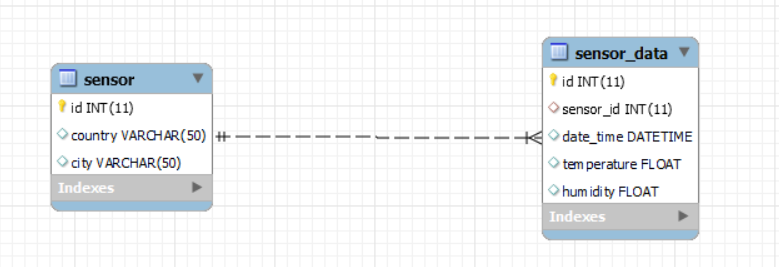 sensor
id INT(11)
country VARCHAR(50)
city VARCHAR(50)
Indexes
sensor_data
id INT(11)
sensor_id INT(11)
date_time DATETIME
temperature FLOAT
humidity FLOAT
Indexes